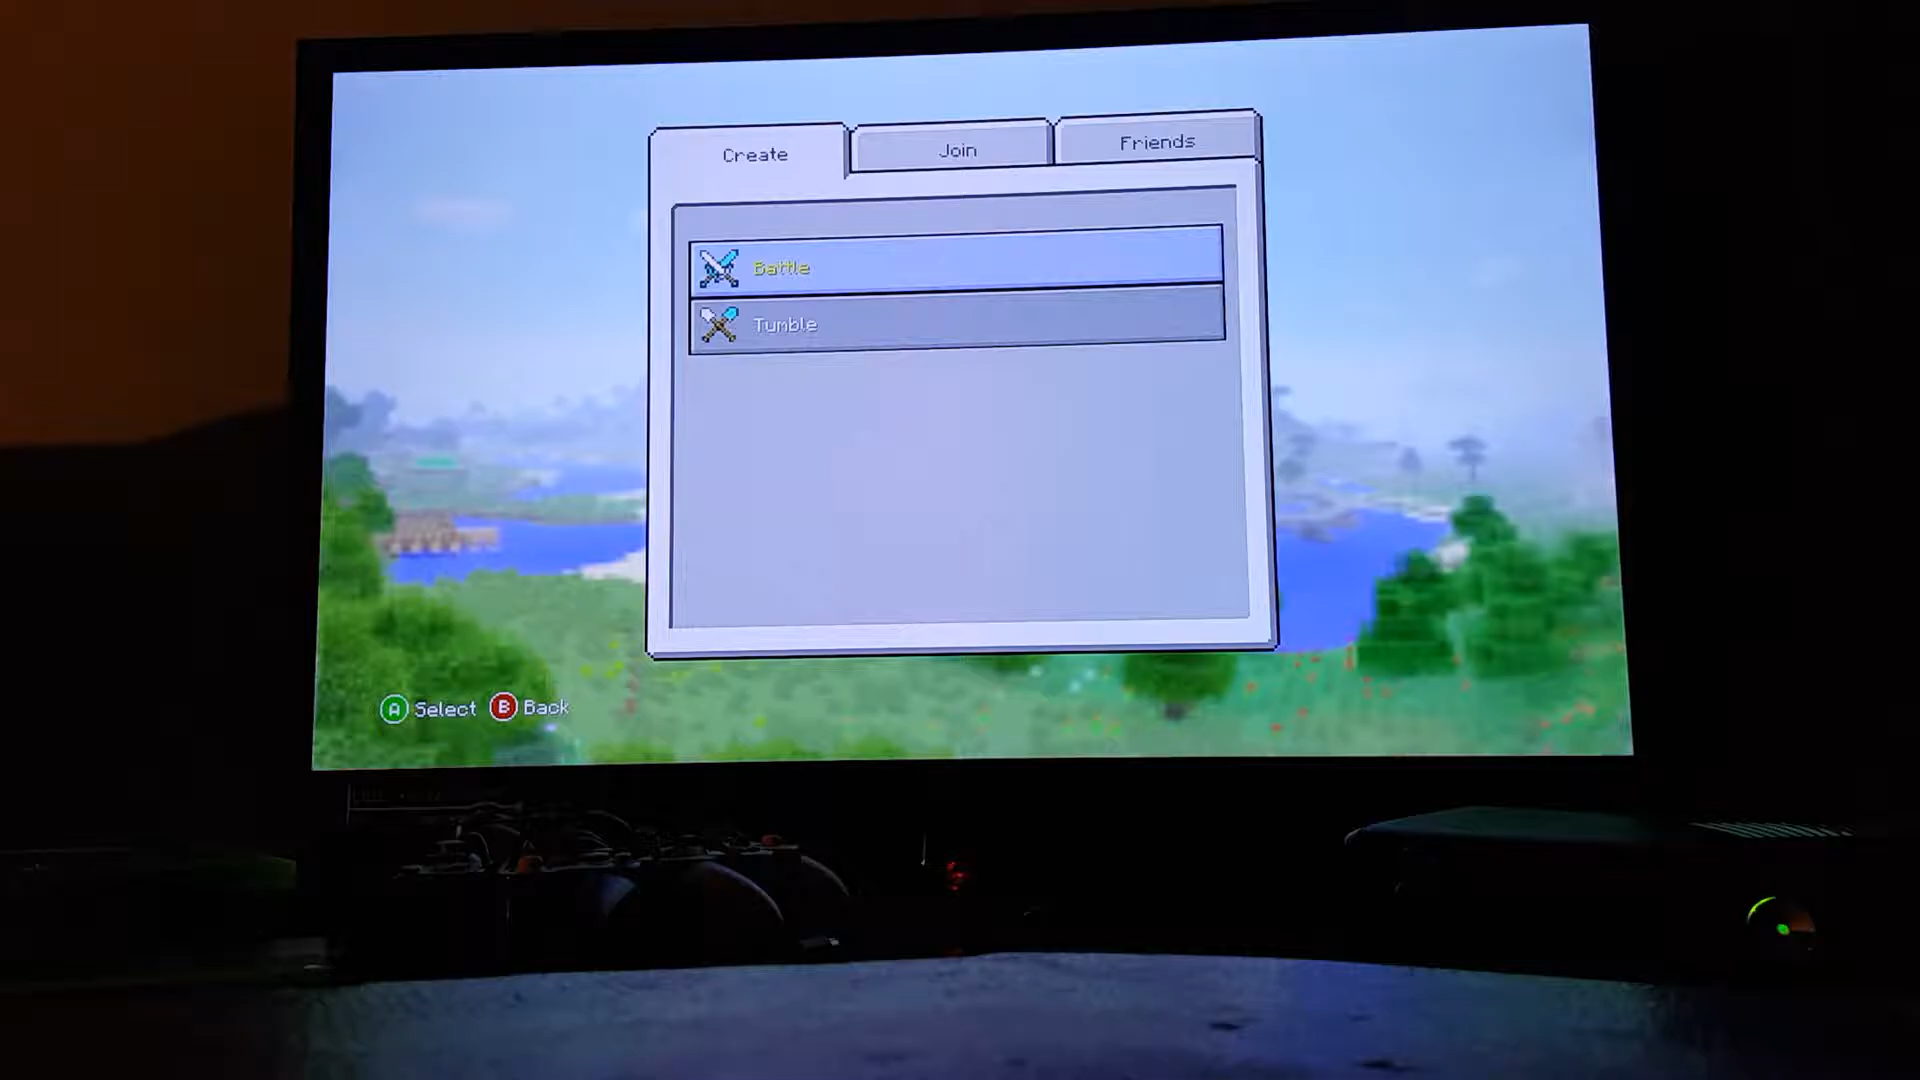 Create
Join
Friends
Battle
Tumble
A Select B Back